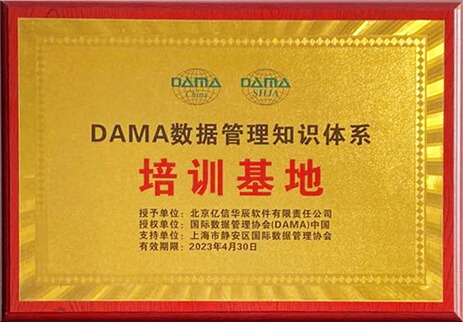 DAMA DAMA
China SHJA
DAMA数据管理知识体系
培训基地
授予单位：北京亿信华辰软件有限责任公司
授权单位：国际数据管理协会(DAMA)中国
支持单位：上海市静安区国际数据管理协会
有效期限：2023年4月30日